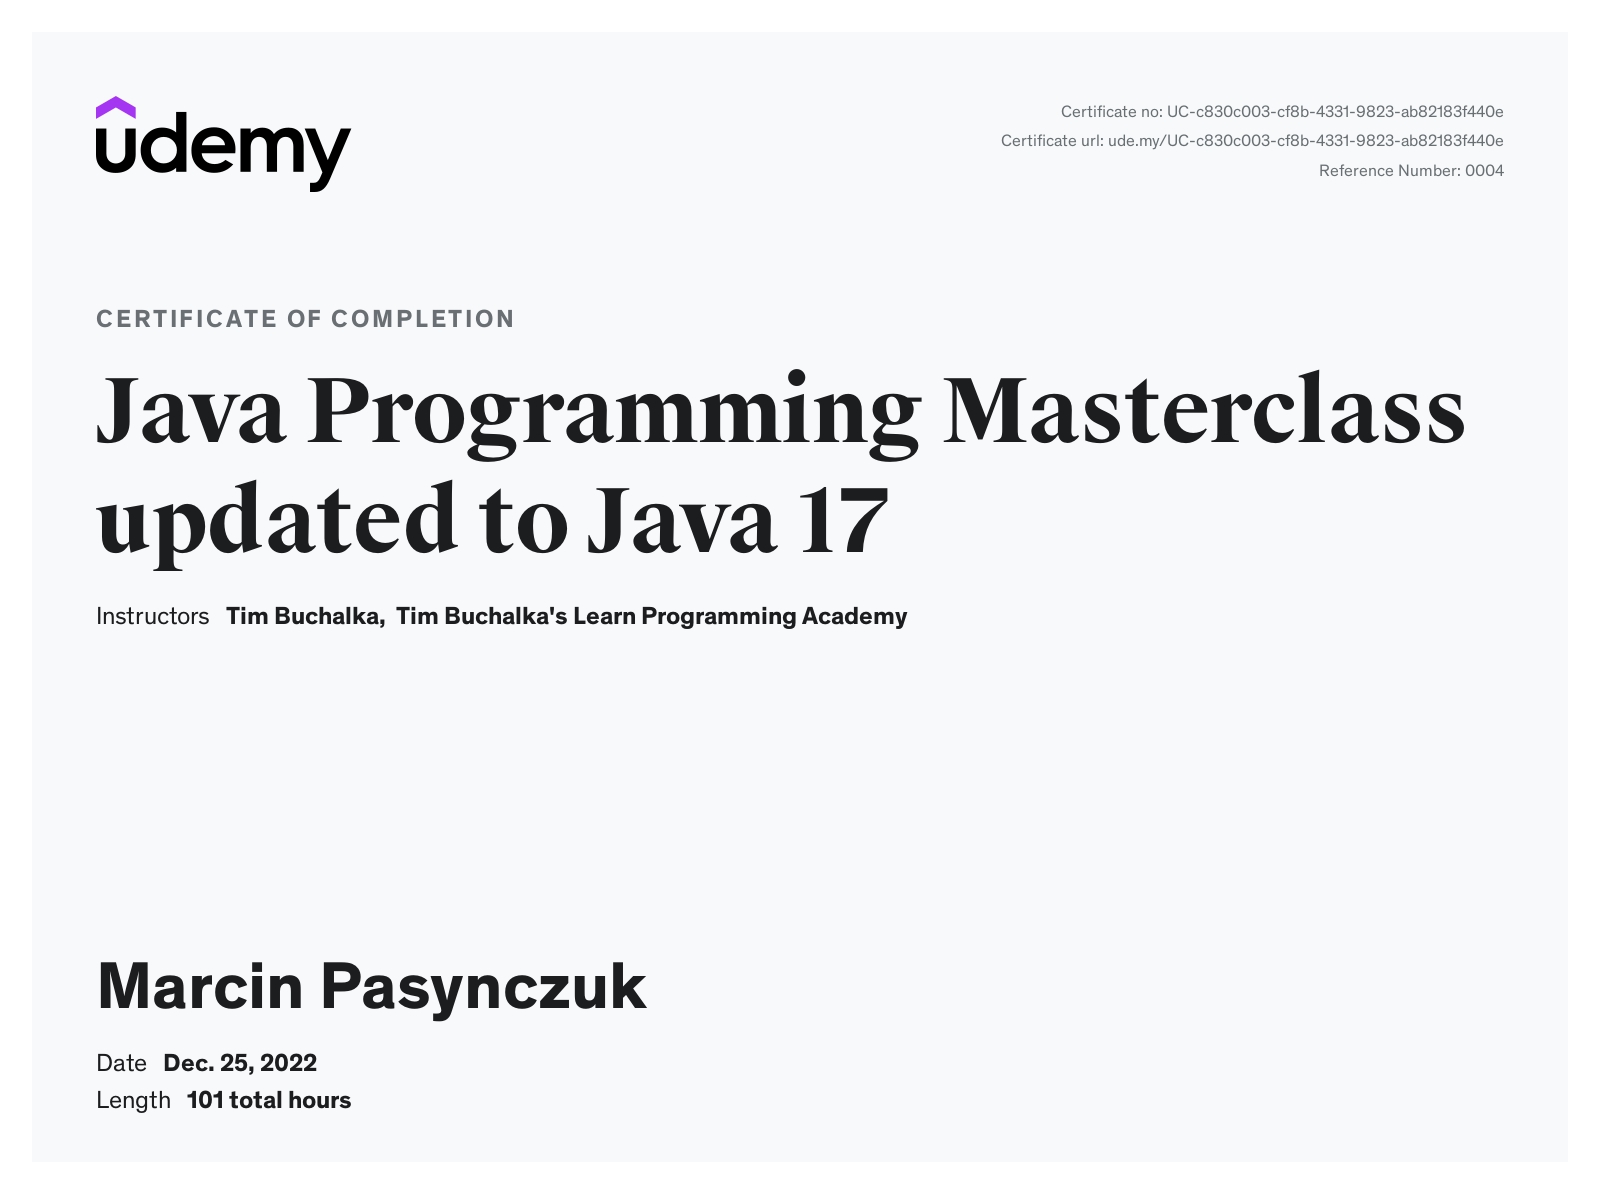 udemy
Certificate no: UC-c830c003-cf8b-4331-9823-ab82183f440e
Certificate url: ude.my/UC-c830c003-cf8b-4331-9823-ab82183f440e
Reference Number: 0004
CERTIFICATE OF COMPLETION
Java Programming Masterclass
updated to Java 17
Instructors Tim Buchalka, Tim Buchalka's Learn Programming Academy
Marcin Pasynczuk
Date Dec. 25, 2022
Length 101 total hours